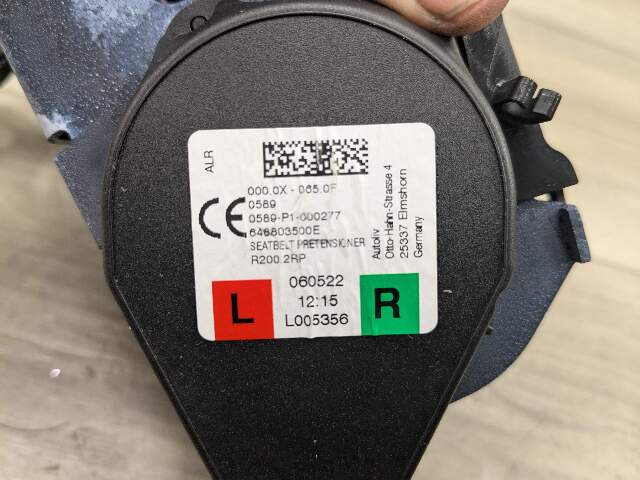 ALR
000.0X - 065.0F
0589
0589-P1-600277
646803500E
SEATBELT PRETENSIONER
R200.2RP
CE
Autoliv
Otto-Hahn-Strasse 4
25337 Elmshorn
Germany
L
060522
12:15
L005356
R